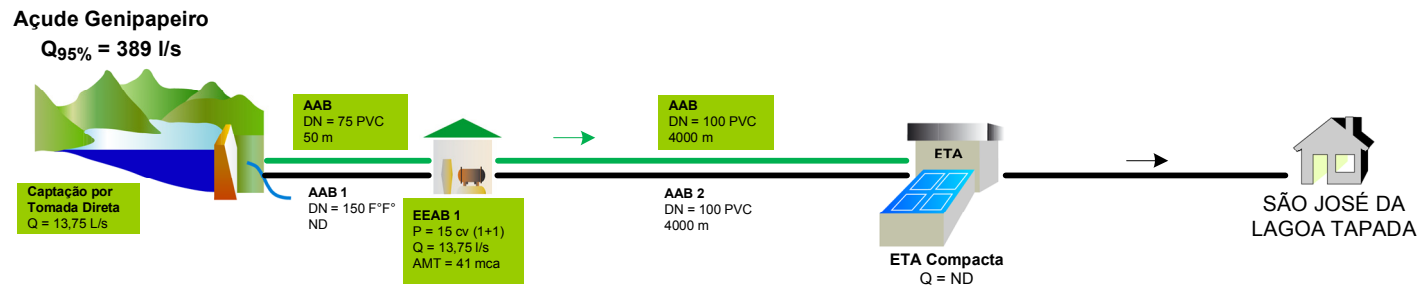 Açude Genipapeiro
Q95% = 389 l/s
AAB
DN = 75 PVC
50 m
AAB
DN = 100 PVC
4000 m
ETA
Captação por
Tomada Direta
Q = 13,75 L/s
AAB 1
DN = 150 F°F°
ND
EEAB 1
P = 15 cv (1+1)
Q = 13,75 l/s
AMT = 41 mca
AAB 2
DN = 100 PVC
4000 m
ETA Compacta
Q = ND
SÃO JOSÉ DA
LAGOA TAPADA